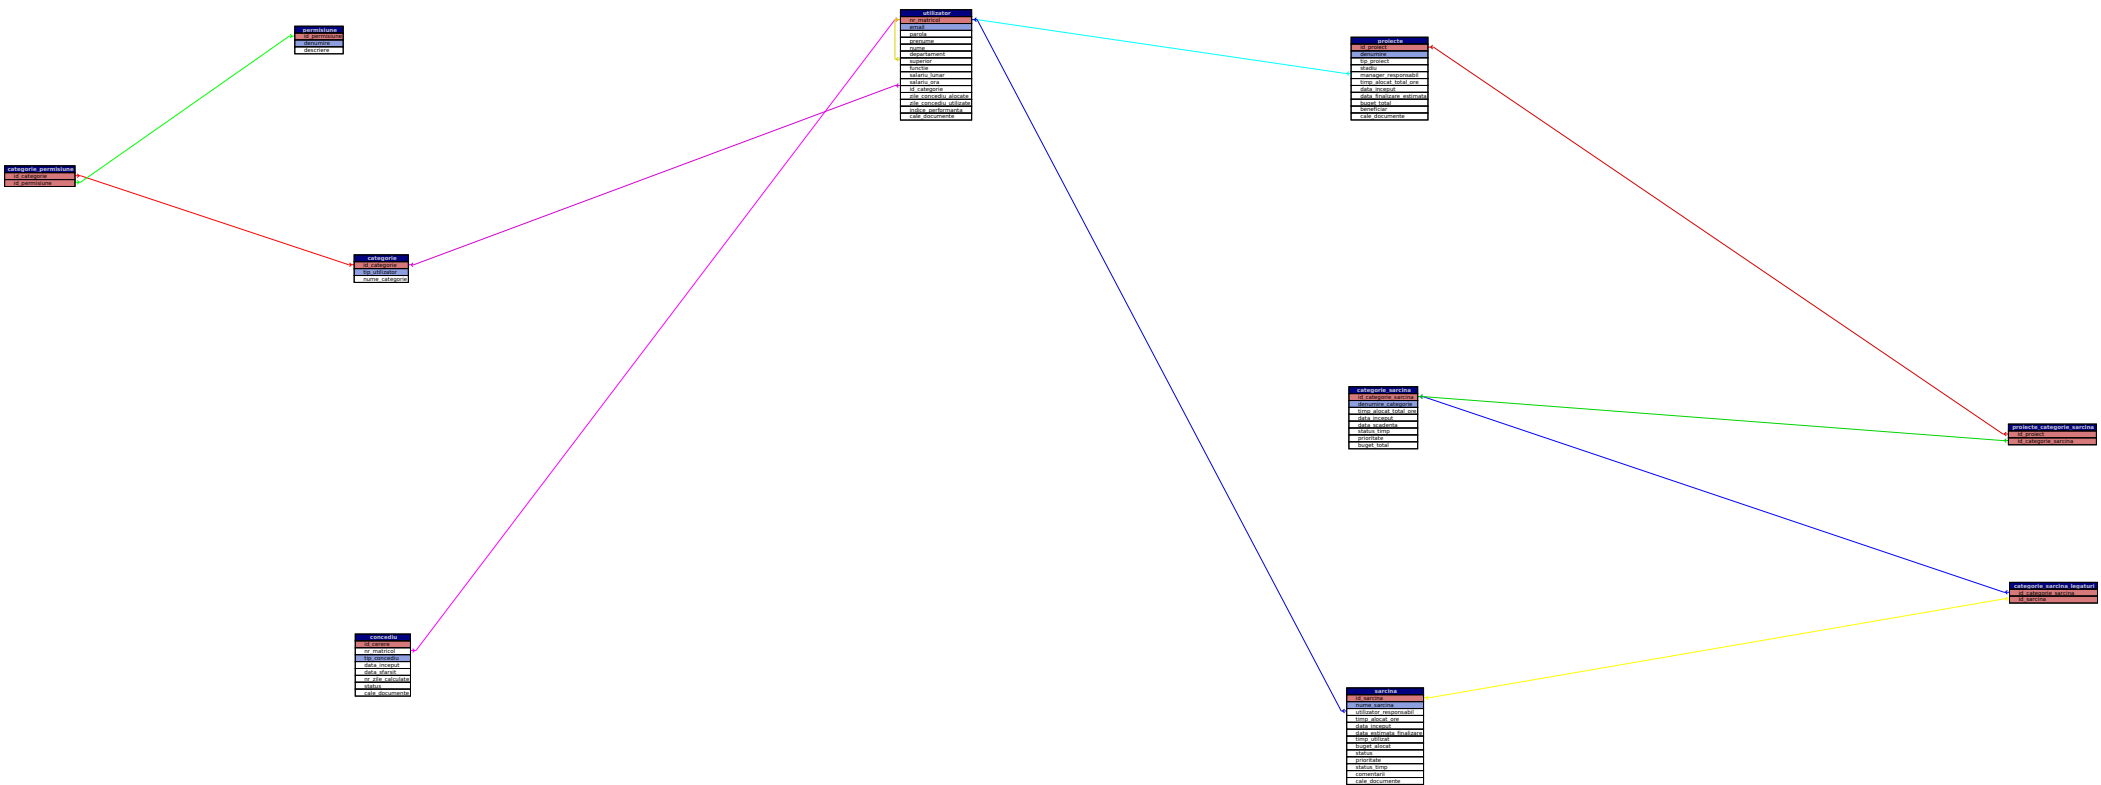 permisiune
id_permisiune
denumire
descriere
categorie_permisiune
id_categorie
id_permisiune
categorie
id_categorie
tip_utilizator
nume_categorie
concediu
id_cerere
nr_matricol
tip_concediu
data_inceput
data_sfarsit
nr_zile_calculate
status
cale_documente
utilizator
nr_matricol
email
parola
prenume
nume
departament
superior
functie
salariu_lunar
salariu_ora
id_categorie
zile_concediu_alocate
zile_concediu_utilizate
indice_performanta
cale_documente
proiecte
id_proiect
denumire
tip_proiect
stadiu
manager_responsabil
timp_alocat_total_ore
data_inceput
data_finalizare_estimata
buget_total
beneficiar
cale_documente
categorie_sarcina
id_categorie_sarcina
denumire_categorie
timp_alocat_total_ore
data_inceput
data_scadenta
status_timp
prioritate
buget_total
sarcina
id_sarcina
nume_sarcina
utilizator_responsabil
timp_alocat_ore
data_inceput
data_estimata_finalizare
timp_utilizat
buget_alocat
status
prioritate
status_timp
comentarii
cale_documente
proiecte_categorie_sarcina
id_proiect
id_categorie_sarcina
categorie_sarcina_legaturi
id_categorie_sarcina
id_sarcina